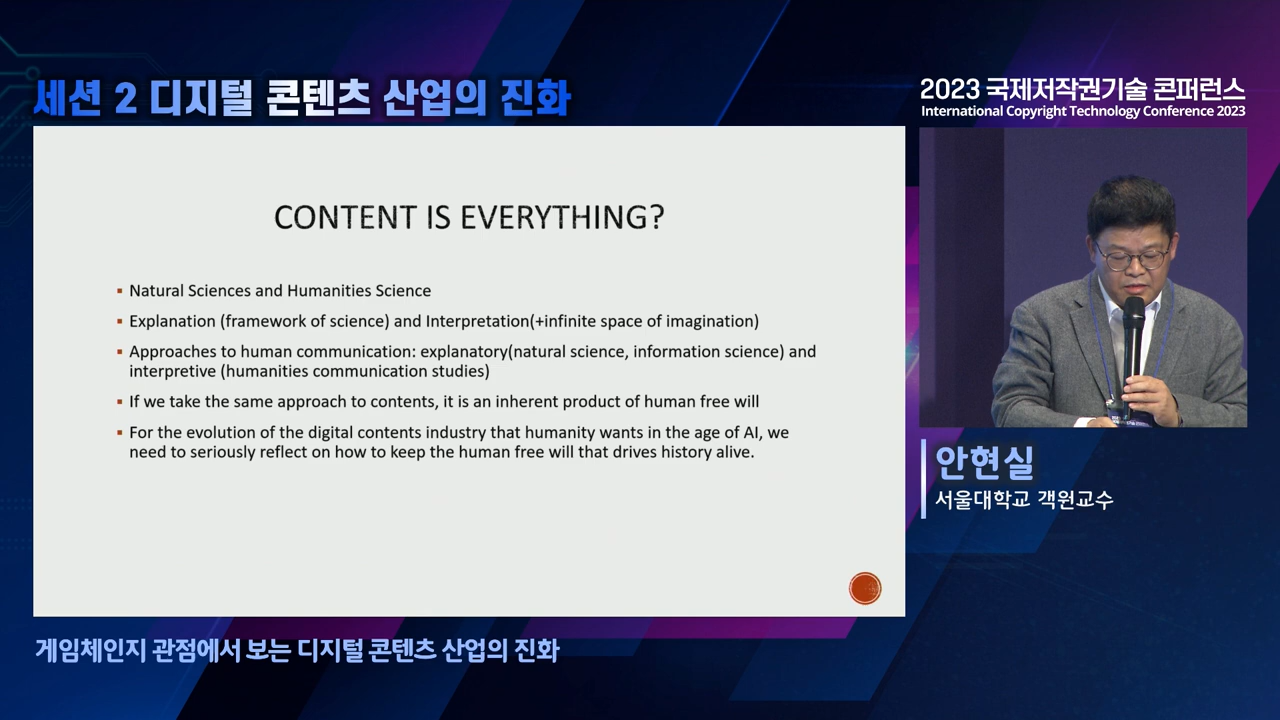 세션 2 디지털 콘텐츠 산업의 진화
2023 국제저작권기술 콘퍼런스
International Copyright Technology Conference 2023
CONTENT IS EVERYTHING?
▪ Natural Sciences and Humanities Science
▪ Explanation (framework of science) and Interpretation(+infinite space of imagination)
▪ Approaches to human communication: explanatory(natural science, information science) and
interpretive (humanities communication studies)
▪ If we take the same approach to contents, it is an inherent product of human free will
▪ For the evolution of the digital contents industry that humanity wants in the age of AI, we
need to seriously reflect on how to keep the human free will that drives history alive.
안현실
서울대학교 객원교수
게임체인지 관점에서 보는 디지털 콘텐츠 산업의 진화